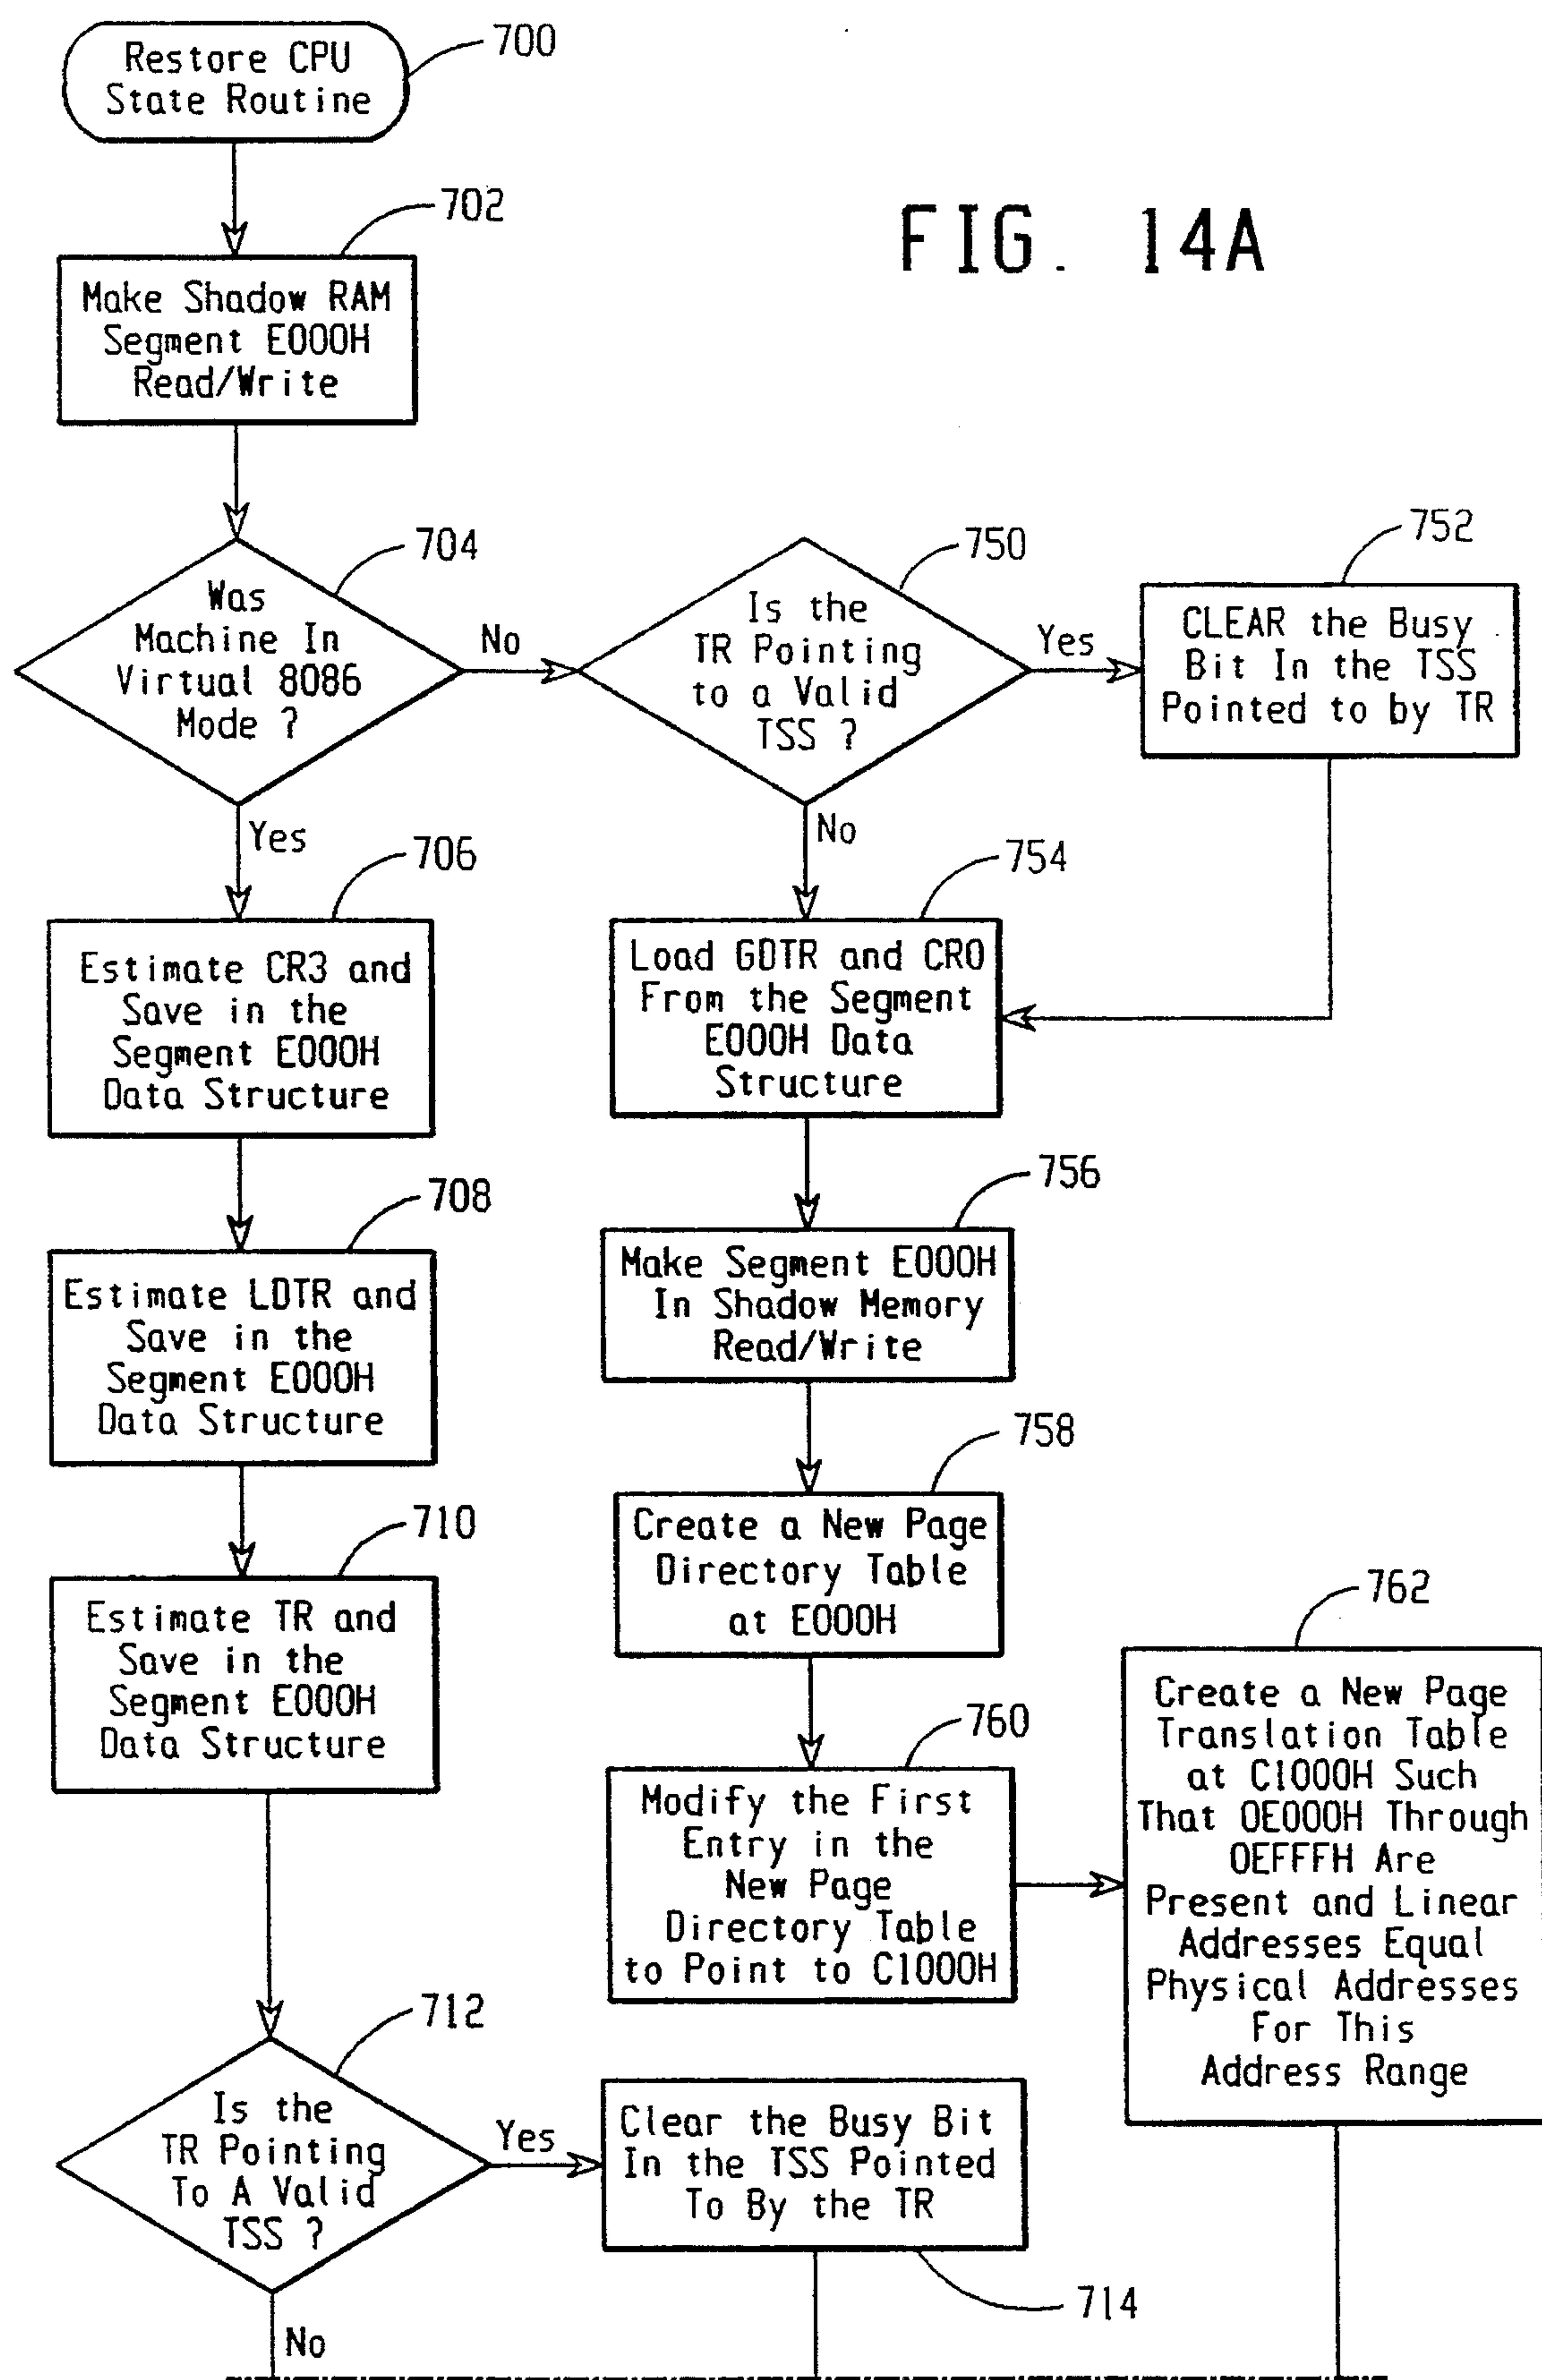 Restore CPU
State Routine
700
FIG. 14A
702
Make Shadow RAM
Segment E000H
Read/Write
704
Was
Machine In
Virtual 8086
Mode ?
No
Yes
750
Is the
TR Pointing
to a Valid
TSS ?
Yes
No
752
CLEAR the Busy
Bit In the TSS
Pointed to by TR
706
Estimate CR3 and
Save in the
Segment E000H
Data Structure
754
Load GDTR and CR0
From the Segment
E000H Data
Structure
708
Estimate LDTR and
Save in the
Segment E000H
Data Structure
756
Make Segment E000H
In Shadow Memory
Read/Write
710
Estimate TR and
Save in the
Segment E000H
Data Structure
758
Create a New Page
Directory Table
at E000H
760
Modify the First
Entry in the
New Page
Directory Table
to Point to C1000H
762
Create a New Page
Translation Table
at C1000H Such
That 0E000H Through
0EFFFH Are
Present and Linear
Addresses Equal
Physical Addresses
For This
Address Range
712
Is the
TR Pointing
To A Valid
TSS ?
Yes
No
Clear the Busy Bit
In the TSS Pointed
To By the TR
714